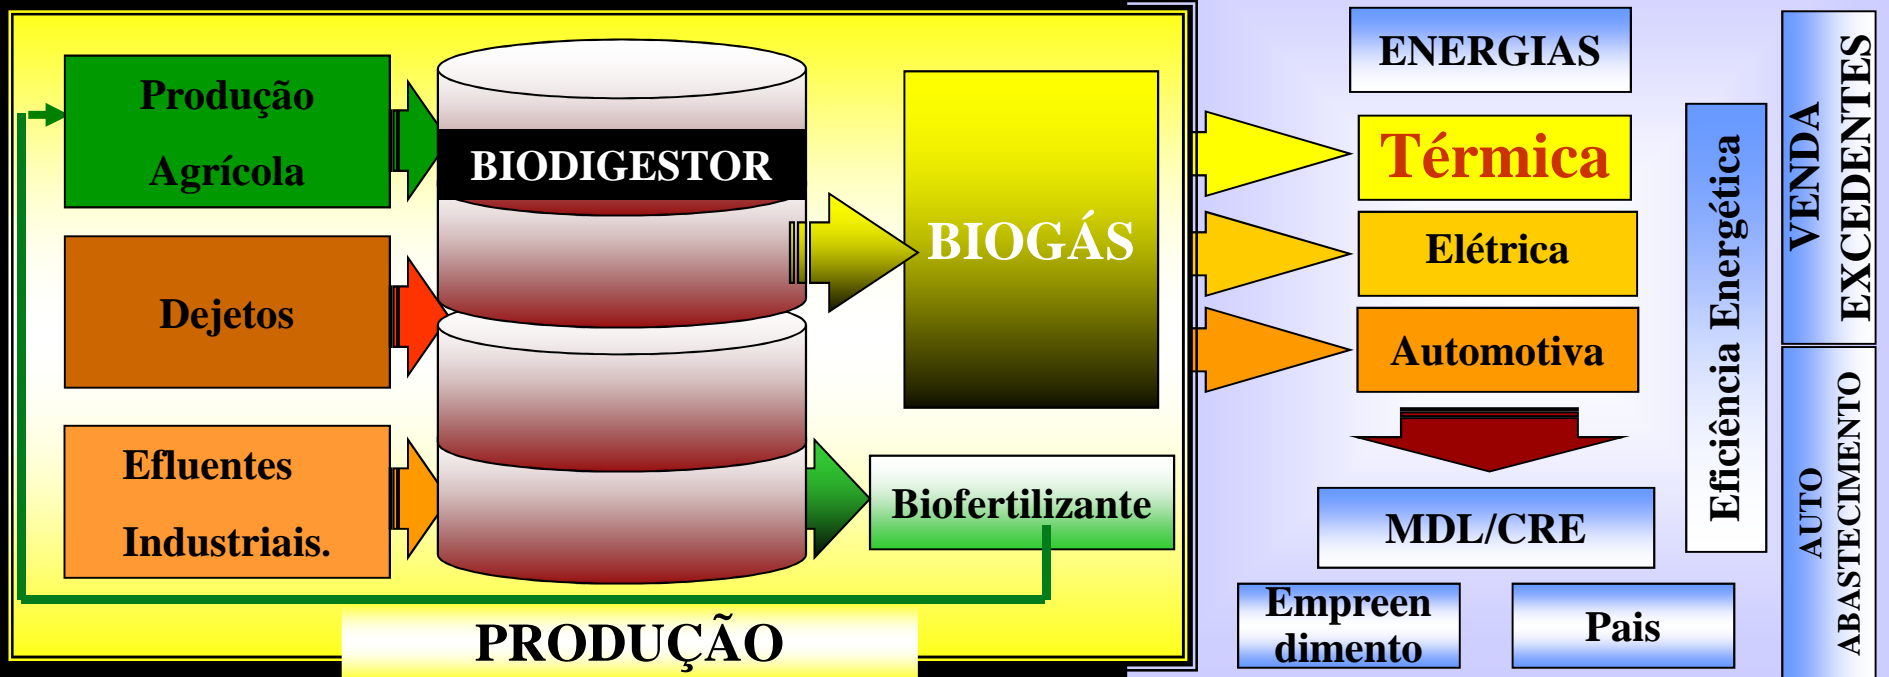 Produção
Agrícola
Dejetos
Efluentes
Industriais.
BIODIGESTOR
BIOGÁS
Biofertilizante
PRODUÇÃO
ENERGIAS
Térmica
Elétrica
Automotiva
MDL/CRE
Empreen
dimento
Pais
Eficiência Energética
VENDA
EXCEDENTES
AUTO
ABASTECIMENTO